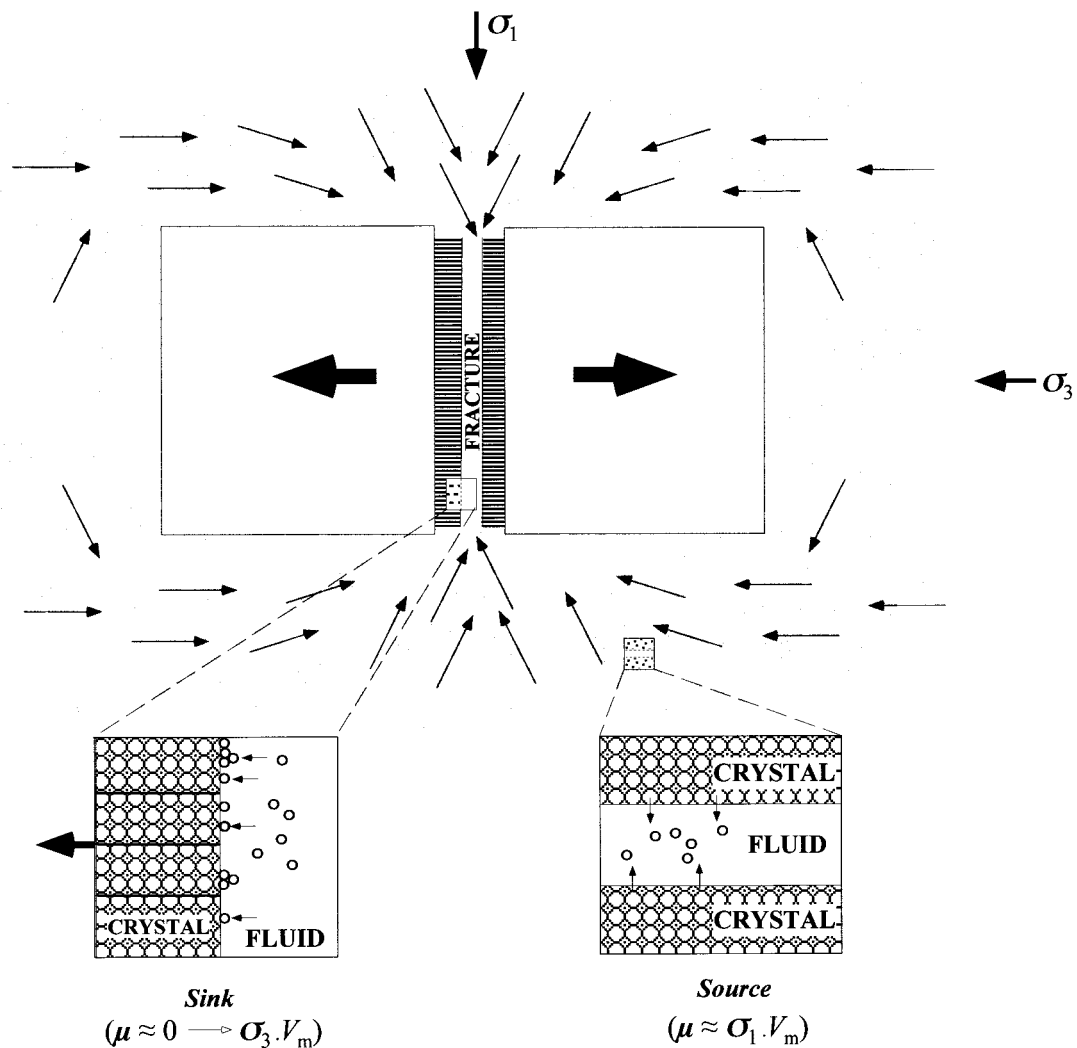 σ₁
FRACTURE
σ₃
CRYSTAL
FLUID
CRYSTAL
CRYSTAL
FLUID
Sink
(μ ≈ 0 → σ₃.Vₘ)
Source
(μ ≈ σ₁.Vₘ)